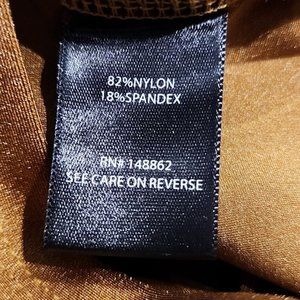 82%NYLON
18%SPANDEX
RN# 148862
SEE CARE ON REVERSE